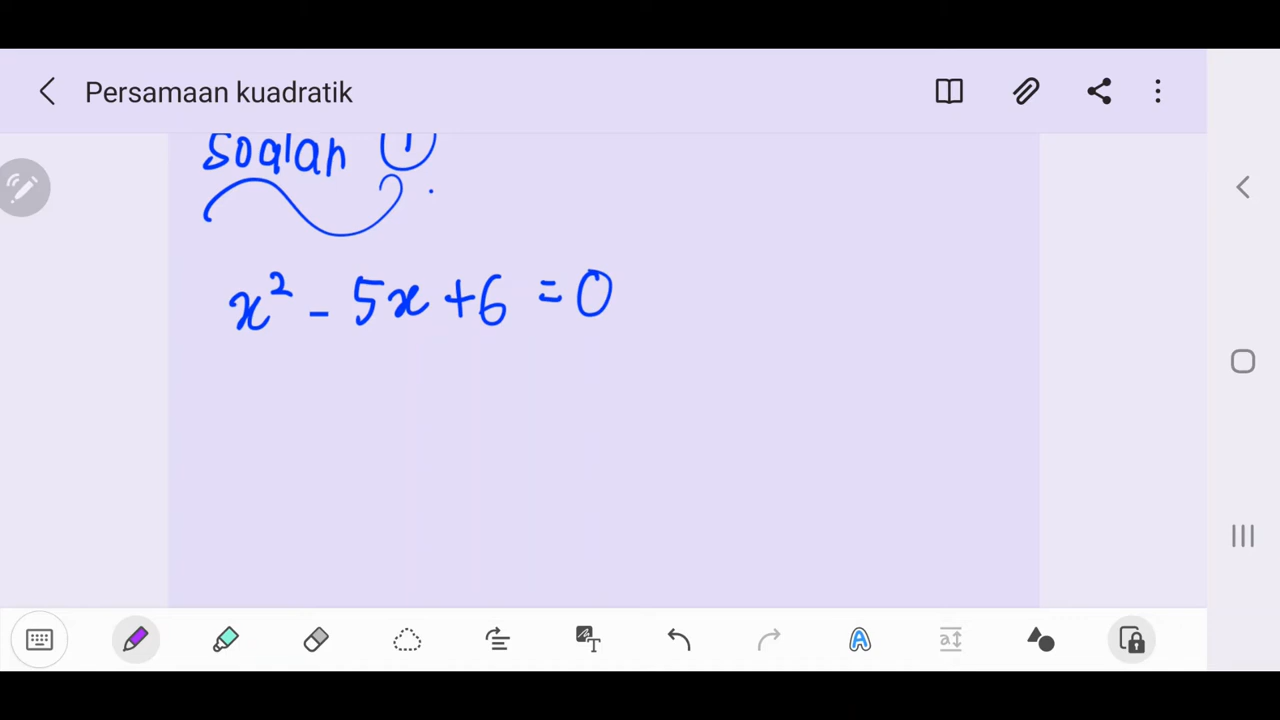 Persamaan kuadratik
Soalan ①
x² - 5x + 6 = 0